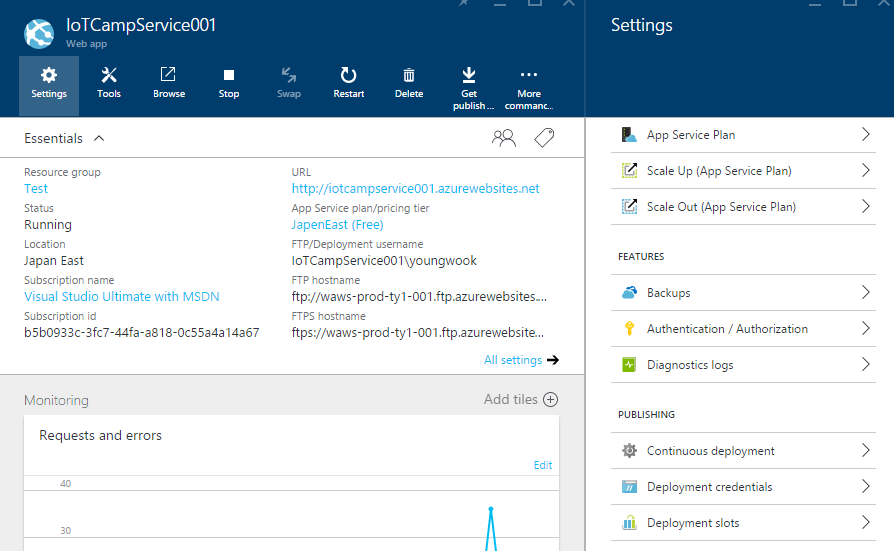 IoTCampService001
Web app
Settings
Tools
Browse
Stop
Swap
Restart
Delete
Get
publish ...
More
commanc...
Essentials
Resource group
Test
URL
http://iotcampservice001.azurewebsites.net
Status
Running
App Service plan/pricing tier
JapenEast (Free)
Location
Japan East
FTP/Deployment username
IoTCampService001\youngwook
Subscription name
Visual Studio Ultimate with MSDN
FTP hostname
ftp://waws-prod-ty1-001.ftp.azurewebsites....
Subscription id
b5b0933c-3fc7-44fa-a818-0c55a4a14a67
FTPS hostname
ftps://waws-prod-ty1-001.ftp.azurewebsite...
All settings
Monitoring
Add tiles
Requests and errors
Edit
40
30
Settings
App Service Plan
Scale Up (App Service Plan)
Scale Out (App Service Plan)
FEATURES
Backups
Authentication / Authorization
Diagnostics logs
PUBLISHING
Continuous deployment
Deployment credentials
Deployment slots